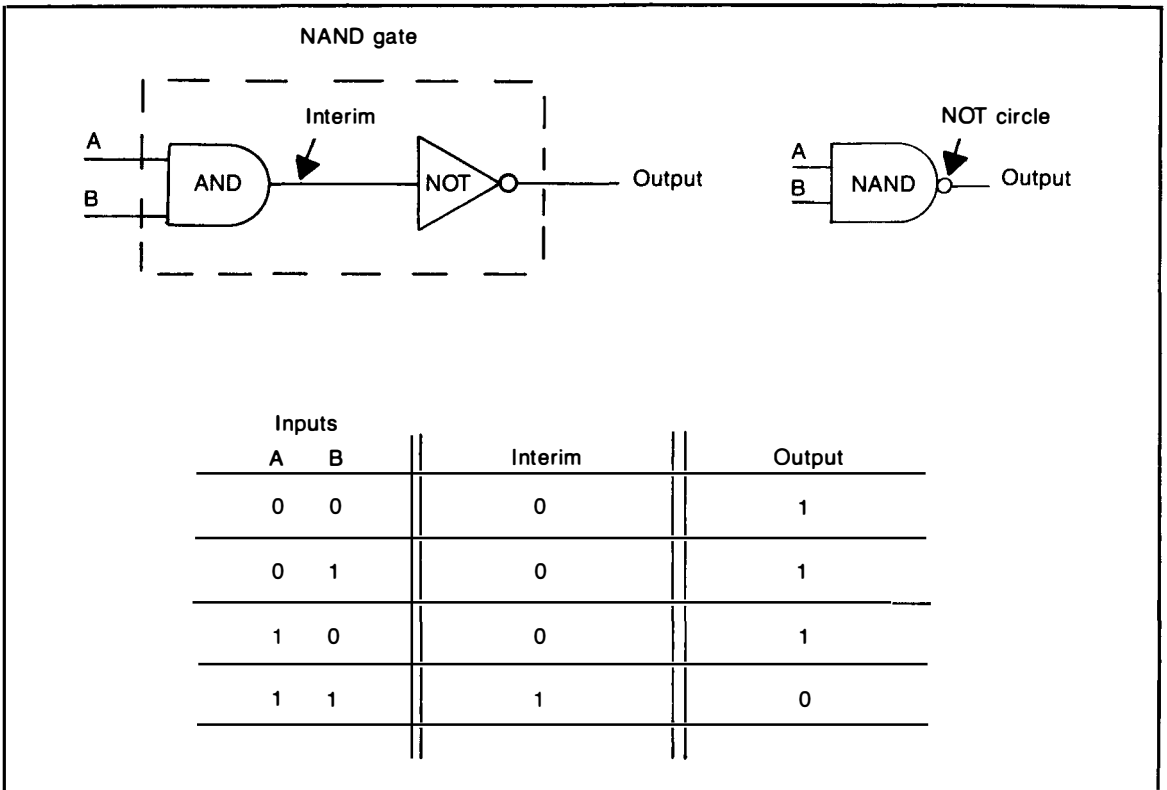 NAND gate
Interim
NOT circle
A
B
AND
NOT
Output
A
B
NAND
Output
Inputs
A B Interim Output
0 0 0 1
0 1 0 1
1 0 0 1
1 1 1 0